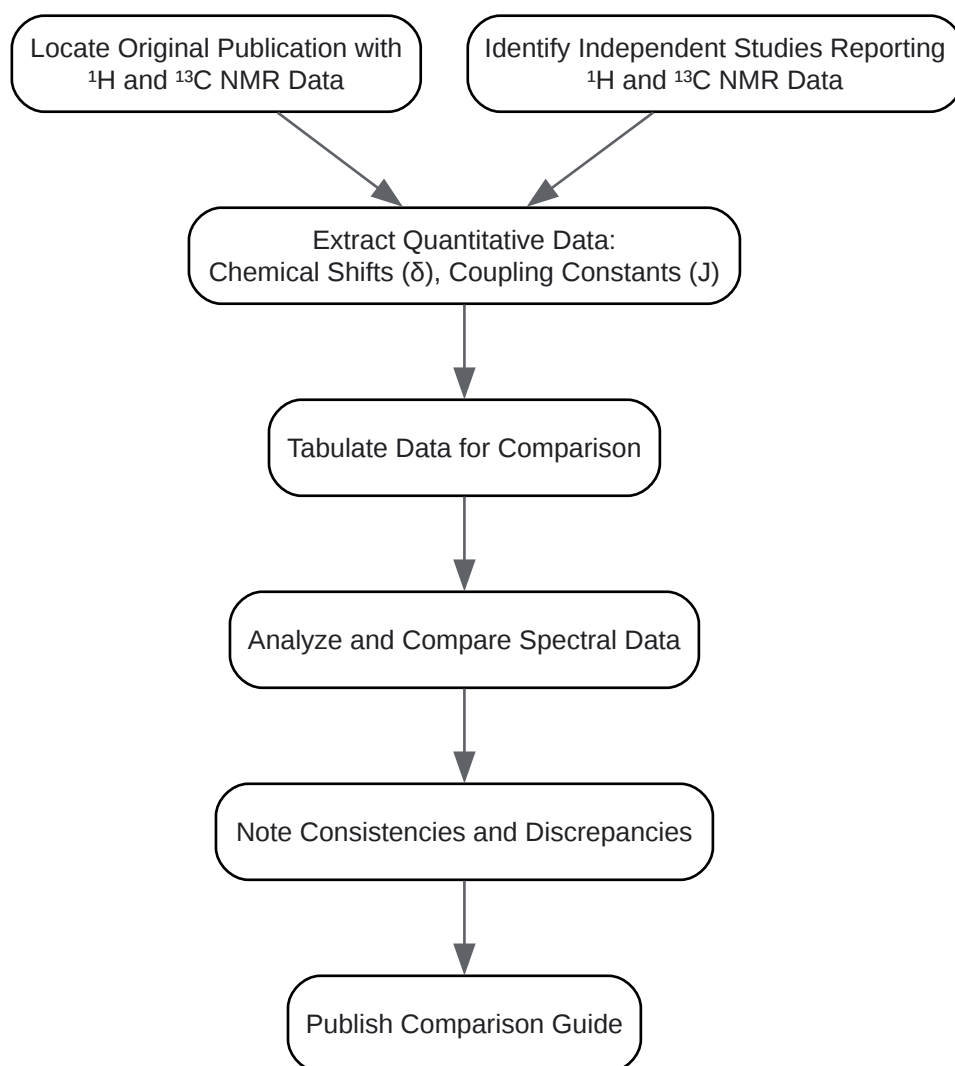 Locate Original Publication with
¹H and ¹³C NMR Data
Identify Independent Studies Reporting
¹H and ¹³C NMR Data
Extract Quantitative Data:
Chemical Shifts (δ), Coupling Constants (J)
Tabulate Data for Comparison
Analyze and Compare Spectral Data
Note Consistencies and Discrepancies
Publish Comparison Guide